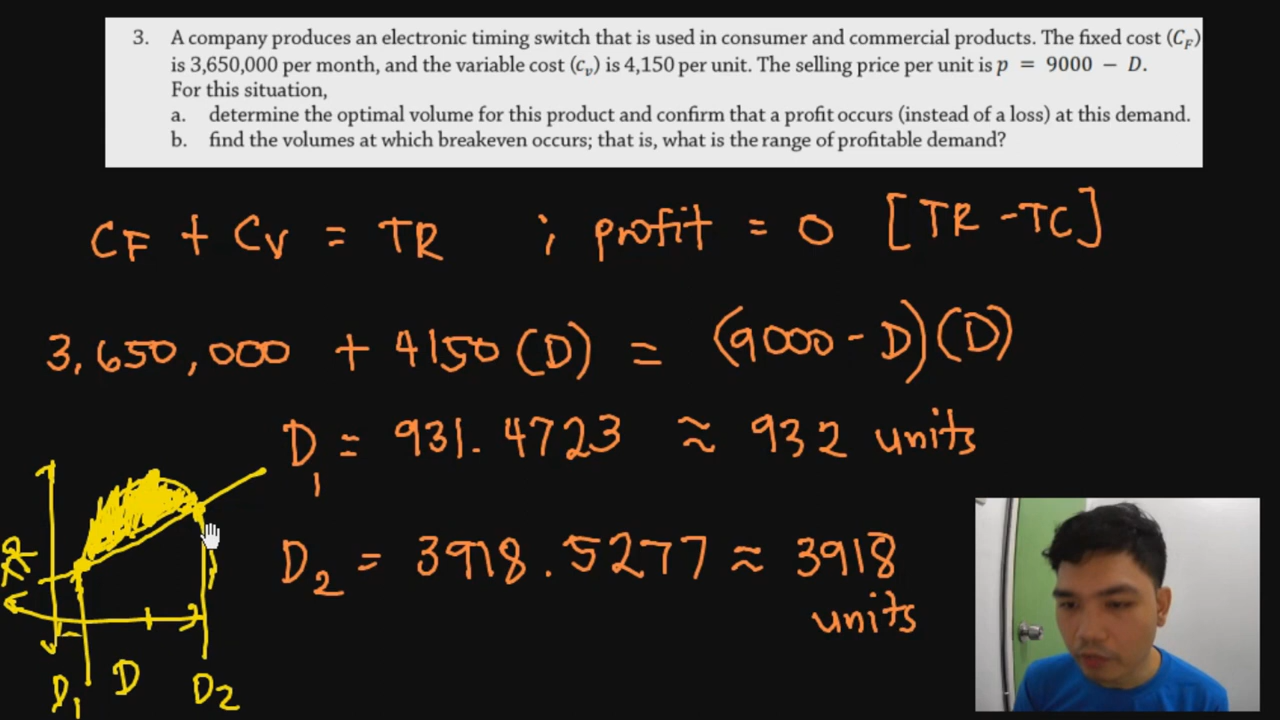 3. A company produces an electronic timing switch that is used in consumer and commercial products. The fixed cost (C_F)
is 3,650,000 per month, and the variable cost (c_v) is 4,150 per unit. The selling price per unit is p = 9000 − D.
For this situation,
a. determine the optimal volume for this product and confirm that a profit occurs (instead of a loss) at this demand.
b. find the volumes at which breakeven occurs; that is, what is the range of profitable demand?
CF + CV = TR ; profit = 0 [TR - TC]
3,650,000 + 4150 (D) = (9000 - D)(D)
D1 = 931.4723 ≈ 932 units
D2 = 3918.5277 ≈ 3918
units
D1 D D2